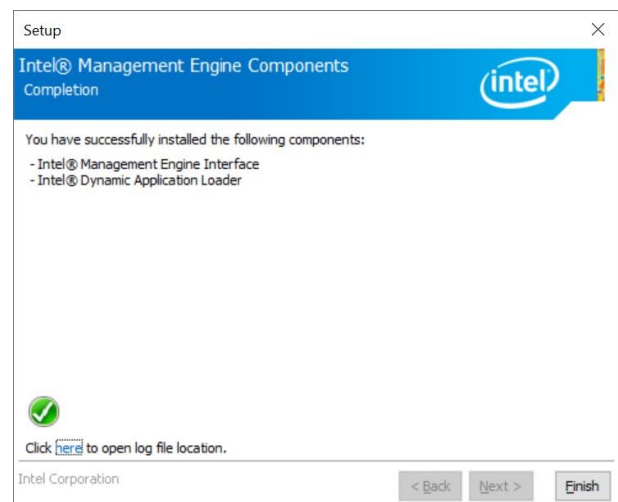 Setup
Intel® Management Engine Components
Completion
intel
You have successfully installed the following components:
- Intel® Management Engine Interface
- Intel® Dynamic Application Loader
Click here to open log file location.
Intel Corporation
< Back Next > Finish